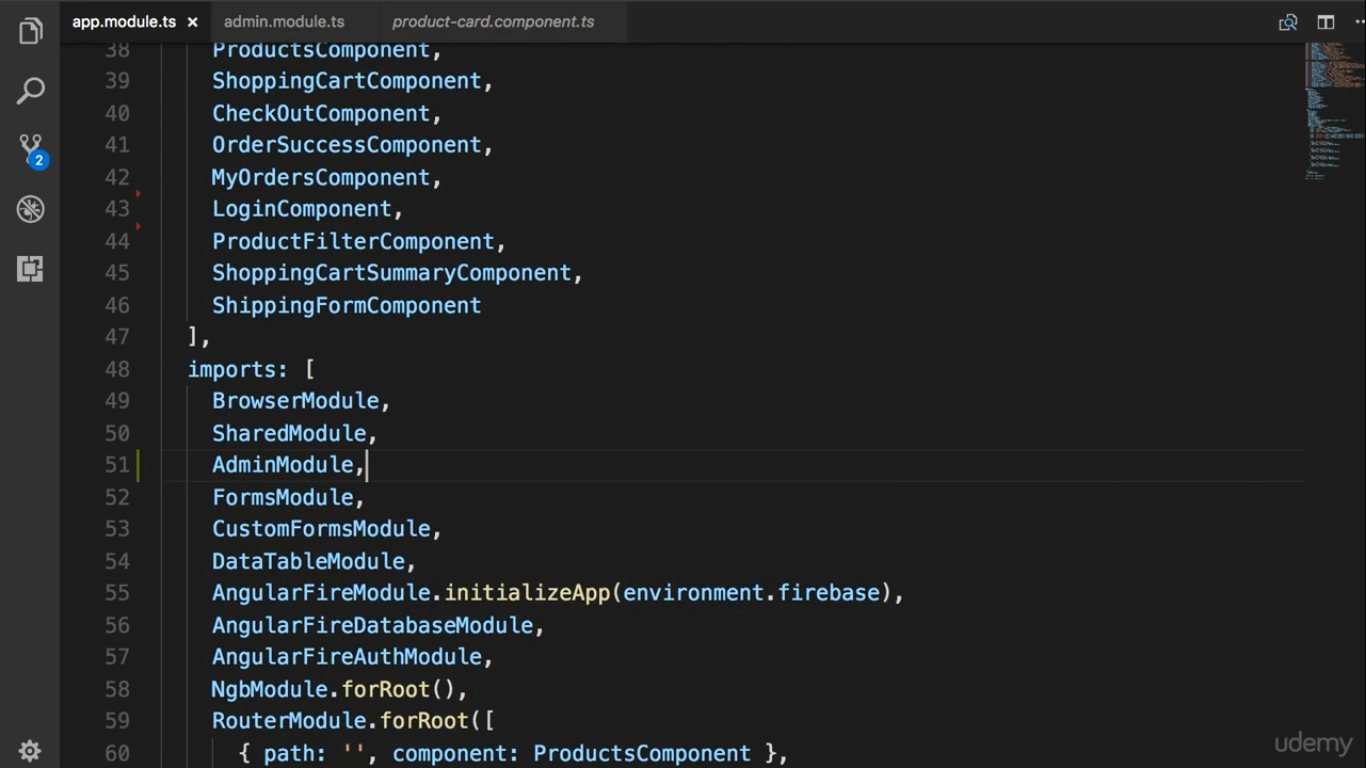 app.module.ts × admin.module.ts product-card.component.ts
38 ProductsComponent,
39 ShoppingCartComponent,
40 CheckOutComponent,
41 OrderSuccessComponent,
42 MyOrdersComponent,
43 LoginComponent,
44 ProductFilterComponent,
45 ShoppingCartSummaryComponent,
46 ShippingFormComponent
47 ],
48 imports: [
49 BrowserModule,
50 SharedModule,
51 AdminModule,
52 FormsModule,
53 CustomFormsModule,
54 DataTableModule,
55 AngularFireModule.initializeApp(environment.firebase),
56 AngularFireDatabaseModule,
57 AngularFireAuthModule,
58 NgbModule.forRoot(),
59 RouterModule.forRoot([
60 { path: '', component: ProductsComponent },
2
udemy